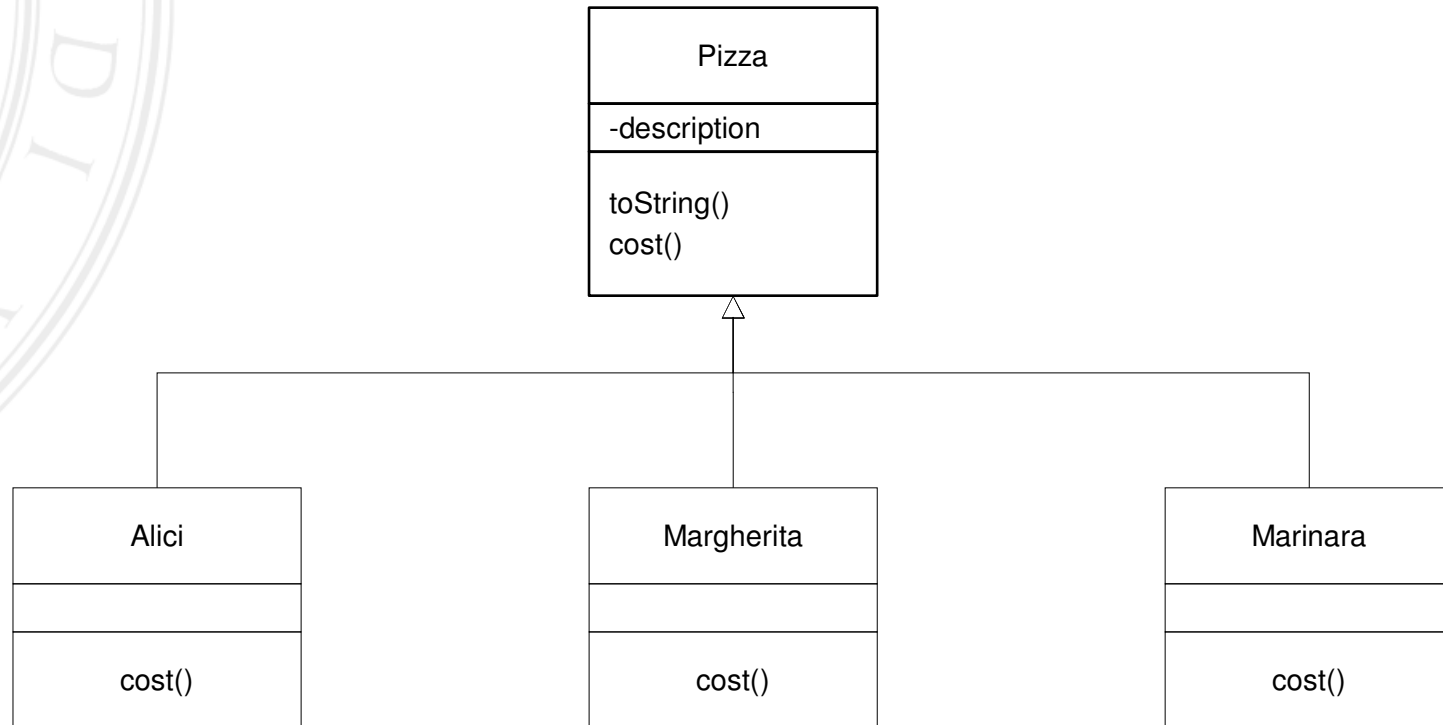 Pizza
-description
toString()
cost()
Alici
Margherita
Marinara
cost()
cost()
cost()